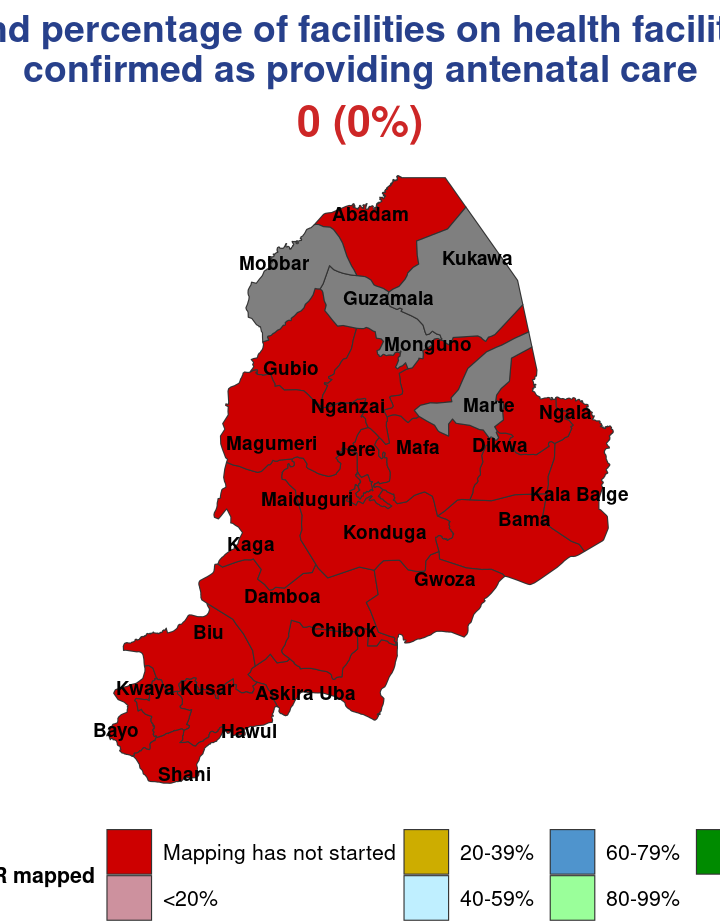 percentage of facilities on health
confirmed as providing antenatal care
0 (0%)
Abadam
Mobbar
Kukawa
Guzamala
Monguno
Gubio
Nganzai
Marte
Ngala
Magumeri
Jere
Mafa
Dikwa
Maiduguri
Kala Balge
Konduga
Bama
Kaga
Gwoza
Damboa
Biu
Chibok
Kwaya Kusar
Askira Uba
Bayo
Hawul
Shani
mapped
Mapping has not started
20-39%
60-79%
<20%
40-59%
80-99%